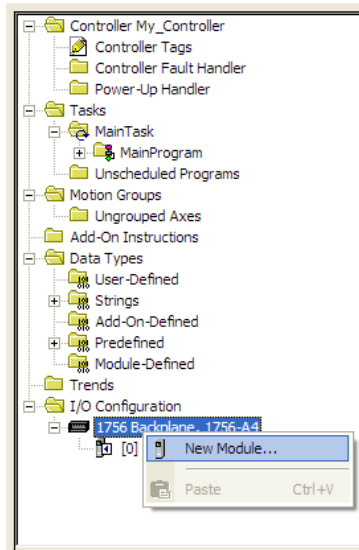 Controller My_Controller
Controller Tags
Controller Fault Handler
Power-Up Handler
Tasks
MainTask
MainProgram
Unscheduled Programs
Motion Groups
Ungrouped Axes
Add-On Instructions
Data Types
User-Defined
Strings
Add-On-Defined
Predefined
Module-Defined
Trends
I/O Configuration
1756 Backplane, 1756-A4
[0]
New Module...
Paste Ctrl+V